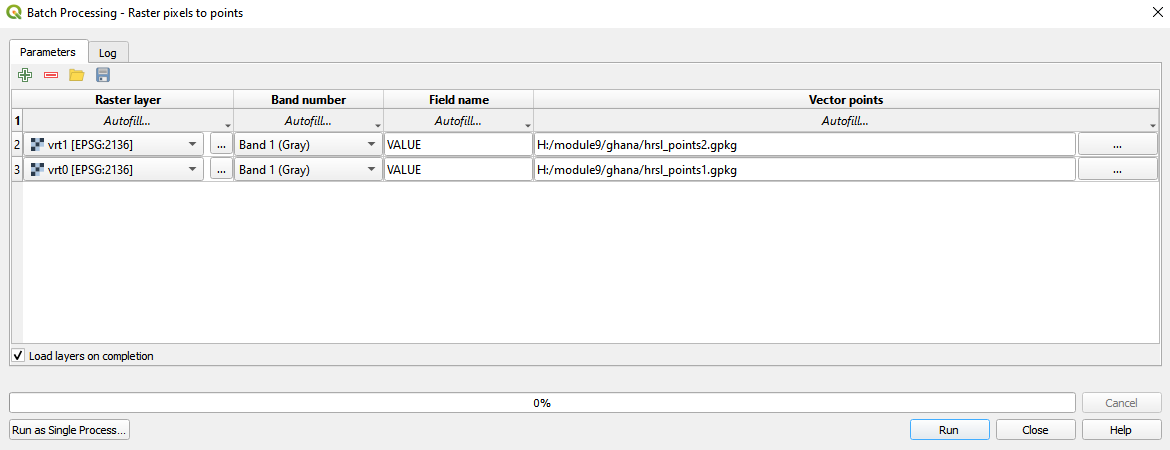 Batch Processing - Raster pixels to points
Parameters Log
Raster layer Band number Field name Vector points
1 Autofill... Autofill... Autofill... Autofill...
2 vrt1 [EPSG:2136] ... Band 1 (Gray) VALUE H:/module9/ghana/hrsl_points2.gpkg ...
3 vrt0 [EPSG:2136] ... Band 1 (Gray) VALUE H:/module9/ghana/hrsl_points1.gpkg ...
Load layers on completion
0% Cancel
Run as Single Process... Run Close Help